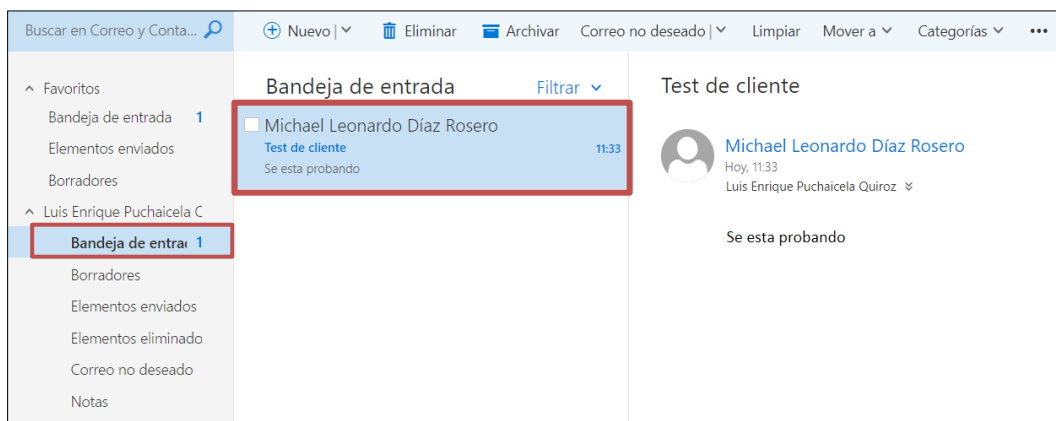 Buscar en Correo y Conta...
Nuevo | Eliminar Archivar Correo no deseado | Limpiar Mover a Categorías ...
Favoritos
Bandeja de entrada 1
Elementos enviados
Borradores
Luis Enrique Puchaicela C
Bandeja de entra 1
Borradores
Elementos enviados
Elementos eliminado
Correo no deseado
Notas
Bandeja de entrada Filtrar
Michael Leonardo Díaz Rosero
Test de cliente 11:33
Se esta probando
Test de cliente
Michael Leonardo Díaz Rosero
Hoy, 11:33
Luis Enrique Puchaicela Quiroz
Se esta probando